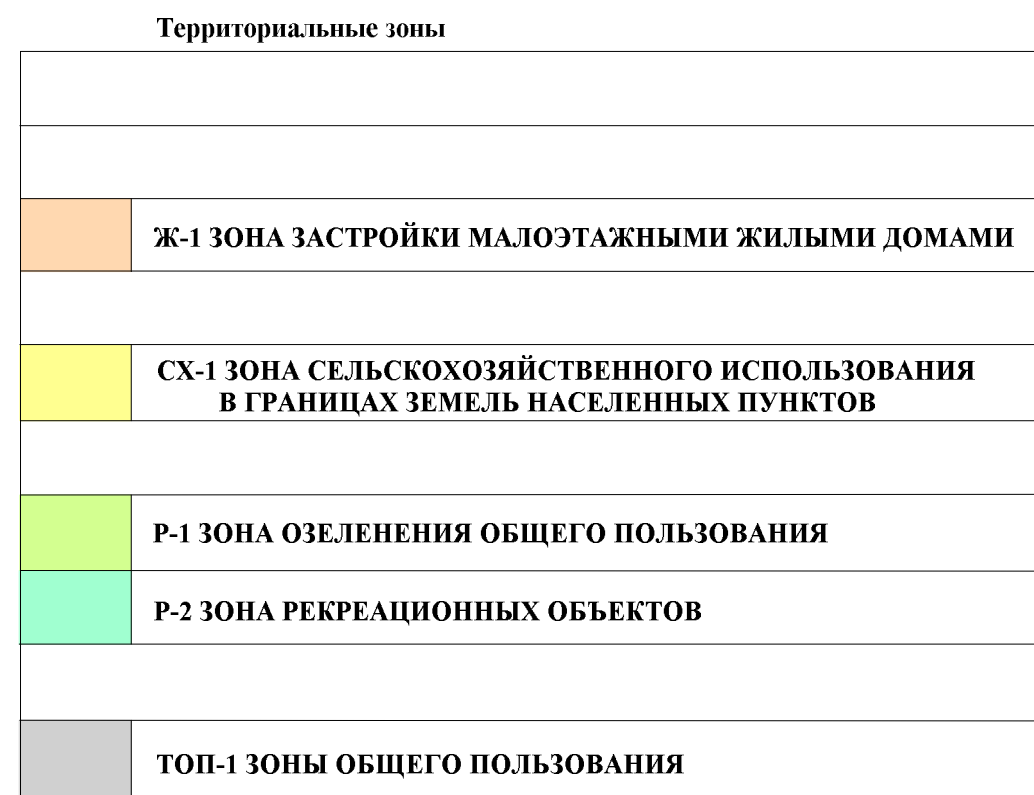 Территориальные зоны
Ж-1 ЗОНА ЗАСТРОЙКИ МАЛОЭТАЖНЫМИ ЖИЛЫМИ ДОМАМИ
СХ-1 ЗОНА СЕЛЬСКОХОЗЯЙСТВЕННОГО ИСПОЛЬЗОВАНИЯ
В ГРАНИЦАХ ЗЕМЕЛЬ НАСЕЛЕННЫХ ПУНКТОВ
Р-1 ЗОНА ОЗЕЛЕНЕНИЯ ОБЩЕГО ПОЛЬЗОВАНИЯ
Р-2 ЗОНА РЕКРЕАЦИОННЫХ ОБЪЕКТОВ
ТОП-1 ЗОНЫ ОБЩЕГО ПОЛЬЗОВАНИЯ